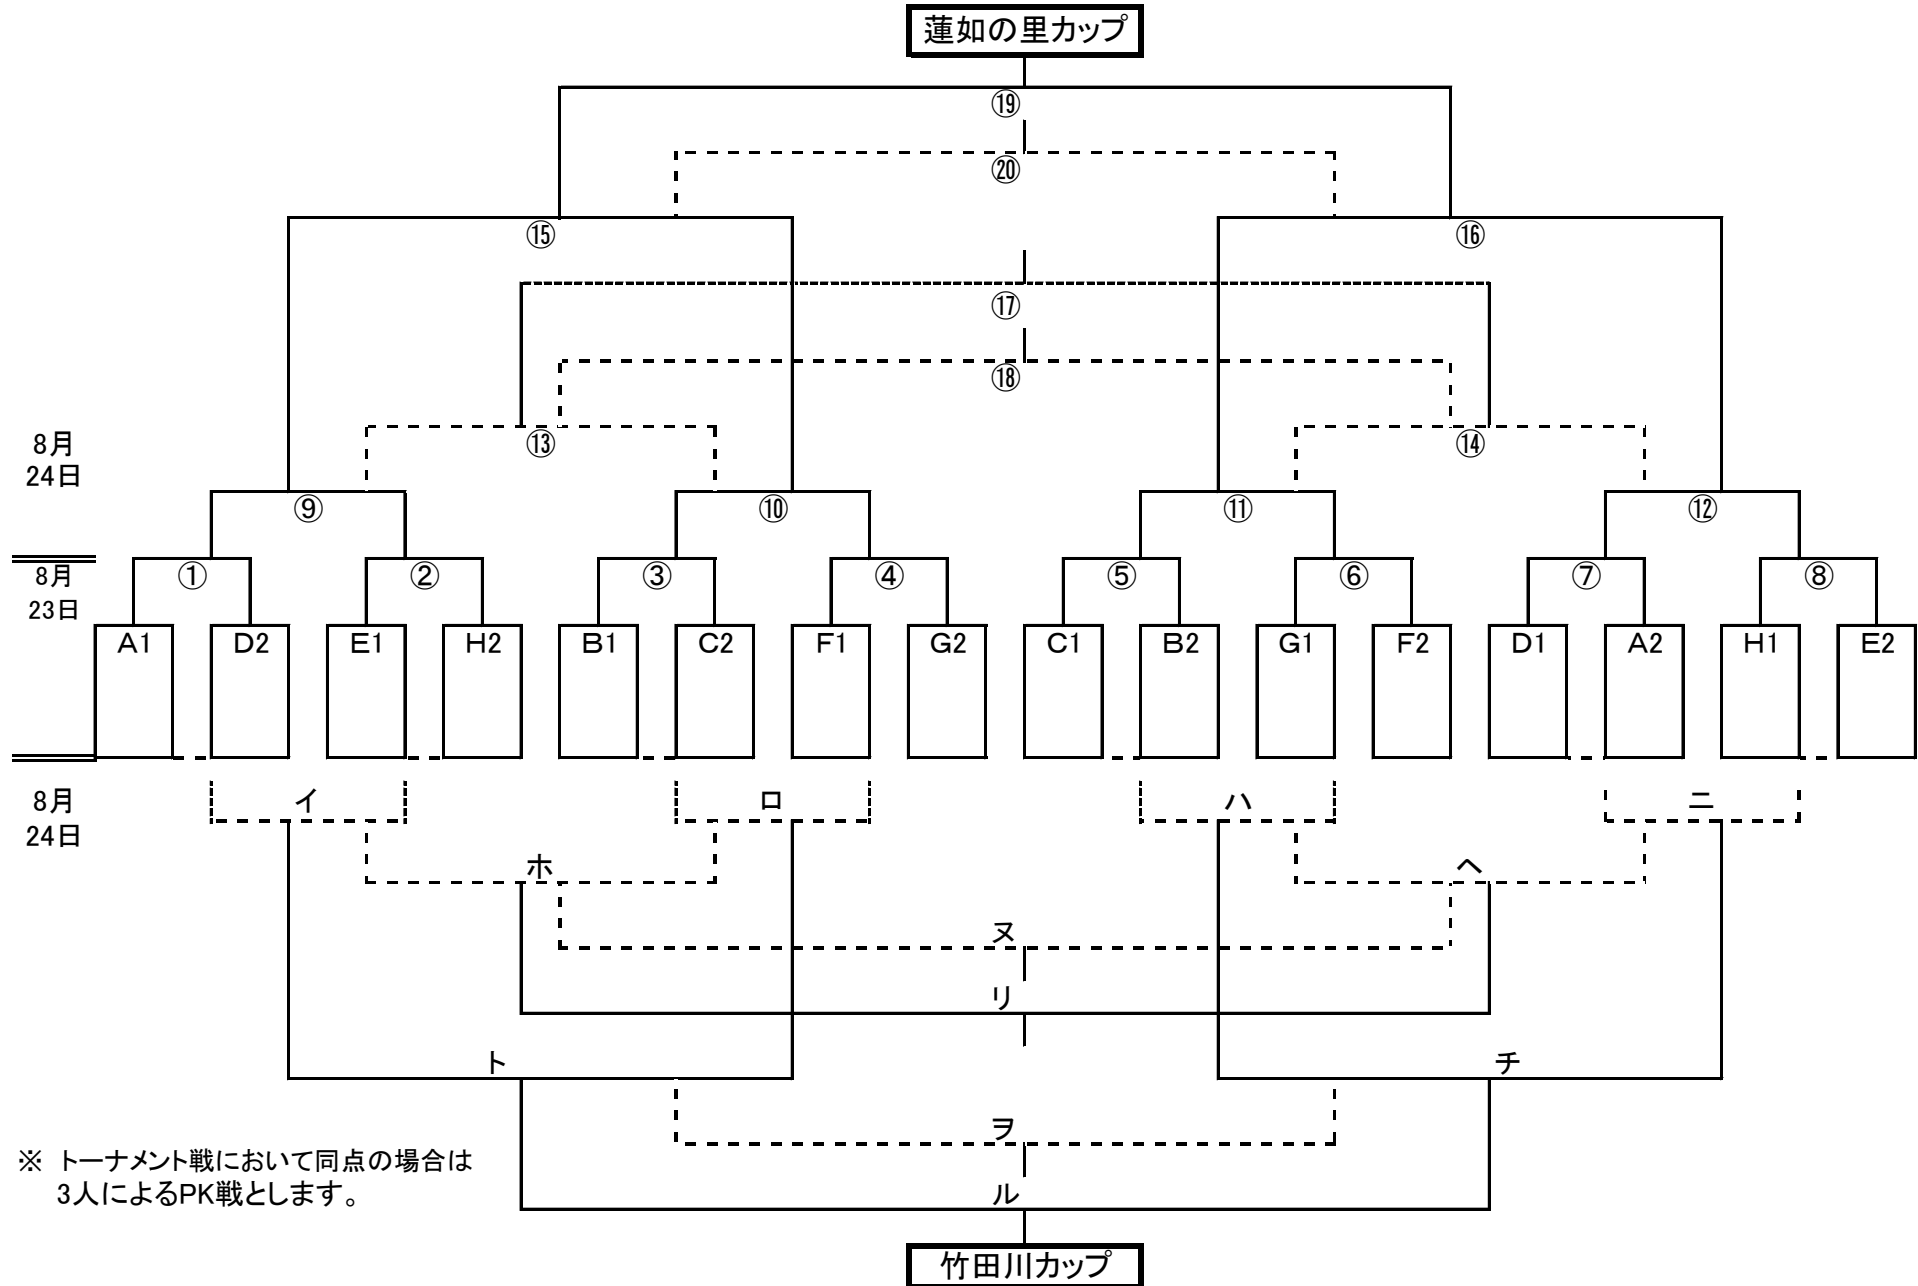 蓮如の里カップ
⑲
⑳
⑮ ⑯
⑰
⑱
8月
24日
⑬ ⑭
⑨ ⑩ ⑪ ⑫
8月
23日
① ② ③ ④ ⑤ ⑥ ⑦ ⑧
A1 D2 E1 H2 B1 C2 F1 G2 C1 B2 G1 F2 D1 A2 H1 E2
8月
24日
イ ロ ハ ニ
ホ ヘ
ヌ
リ
ト チ
ヲ
※ トーナメント戦において同点の場合は
3人によるPK戦とします。
ル
竹田川カップ